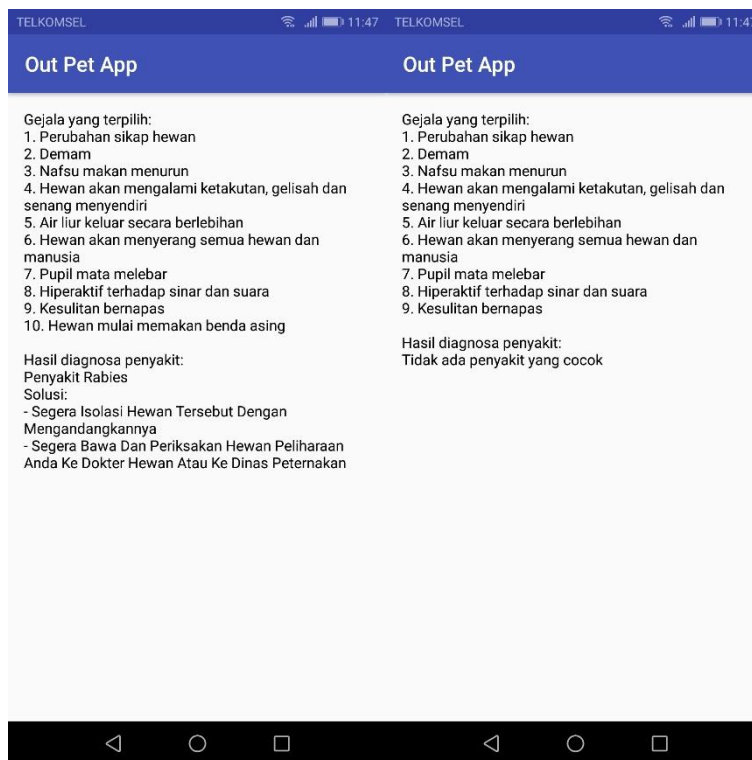 TELKOMSEL 11:47
Out Pet App
Gejala yang terpilih:
1. Perubahan sikap hewan
2. Demam
3. Nafsu makan menurun
4. Hewan akan mengalami ketakutan, gelisah dan
senang menyendiri
5. Air liur keluar secara berlebihan
6. Hewan akan menyerang semua hewan dan
manusia
7. Pupil mata melebar
8. Hiperaktif terhadap sinar dan suara
9. Kesulitan bernapas
10. Hewan mulai memakan benda asing
Hasil diagnosa penyakit:
Penyakit Rabies
Solusi:
- Segera Isolasi Hewan Tersebut Dengan
Mengandangkannya
- Segera Bawa Dan Periksakan Hewan Peliharaan
Anda Ke Dokter Hewan Atau Ke Dinas Peternakan
TELKOMSEL 11:47
Out Pet App
Gejala yang terpilih:
1. Perubahan sikap hewan
2. Demam
3. Nafsu makan menurun
4. Hewan akan mengalami ketakutan, gelisah dan
senang menyendiri
5. Air liur keluar secara berlebihan
6. Hewan akan menyerang semua hewan dan
manusia
7. Pupil mata melebar
8. Hiperaktif terhadap sinar dan suara
9. Kesulitan bernapas
Hasil diagnosa penyakit:
Tidak ada penyakit yang cocok